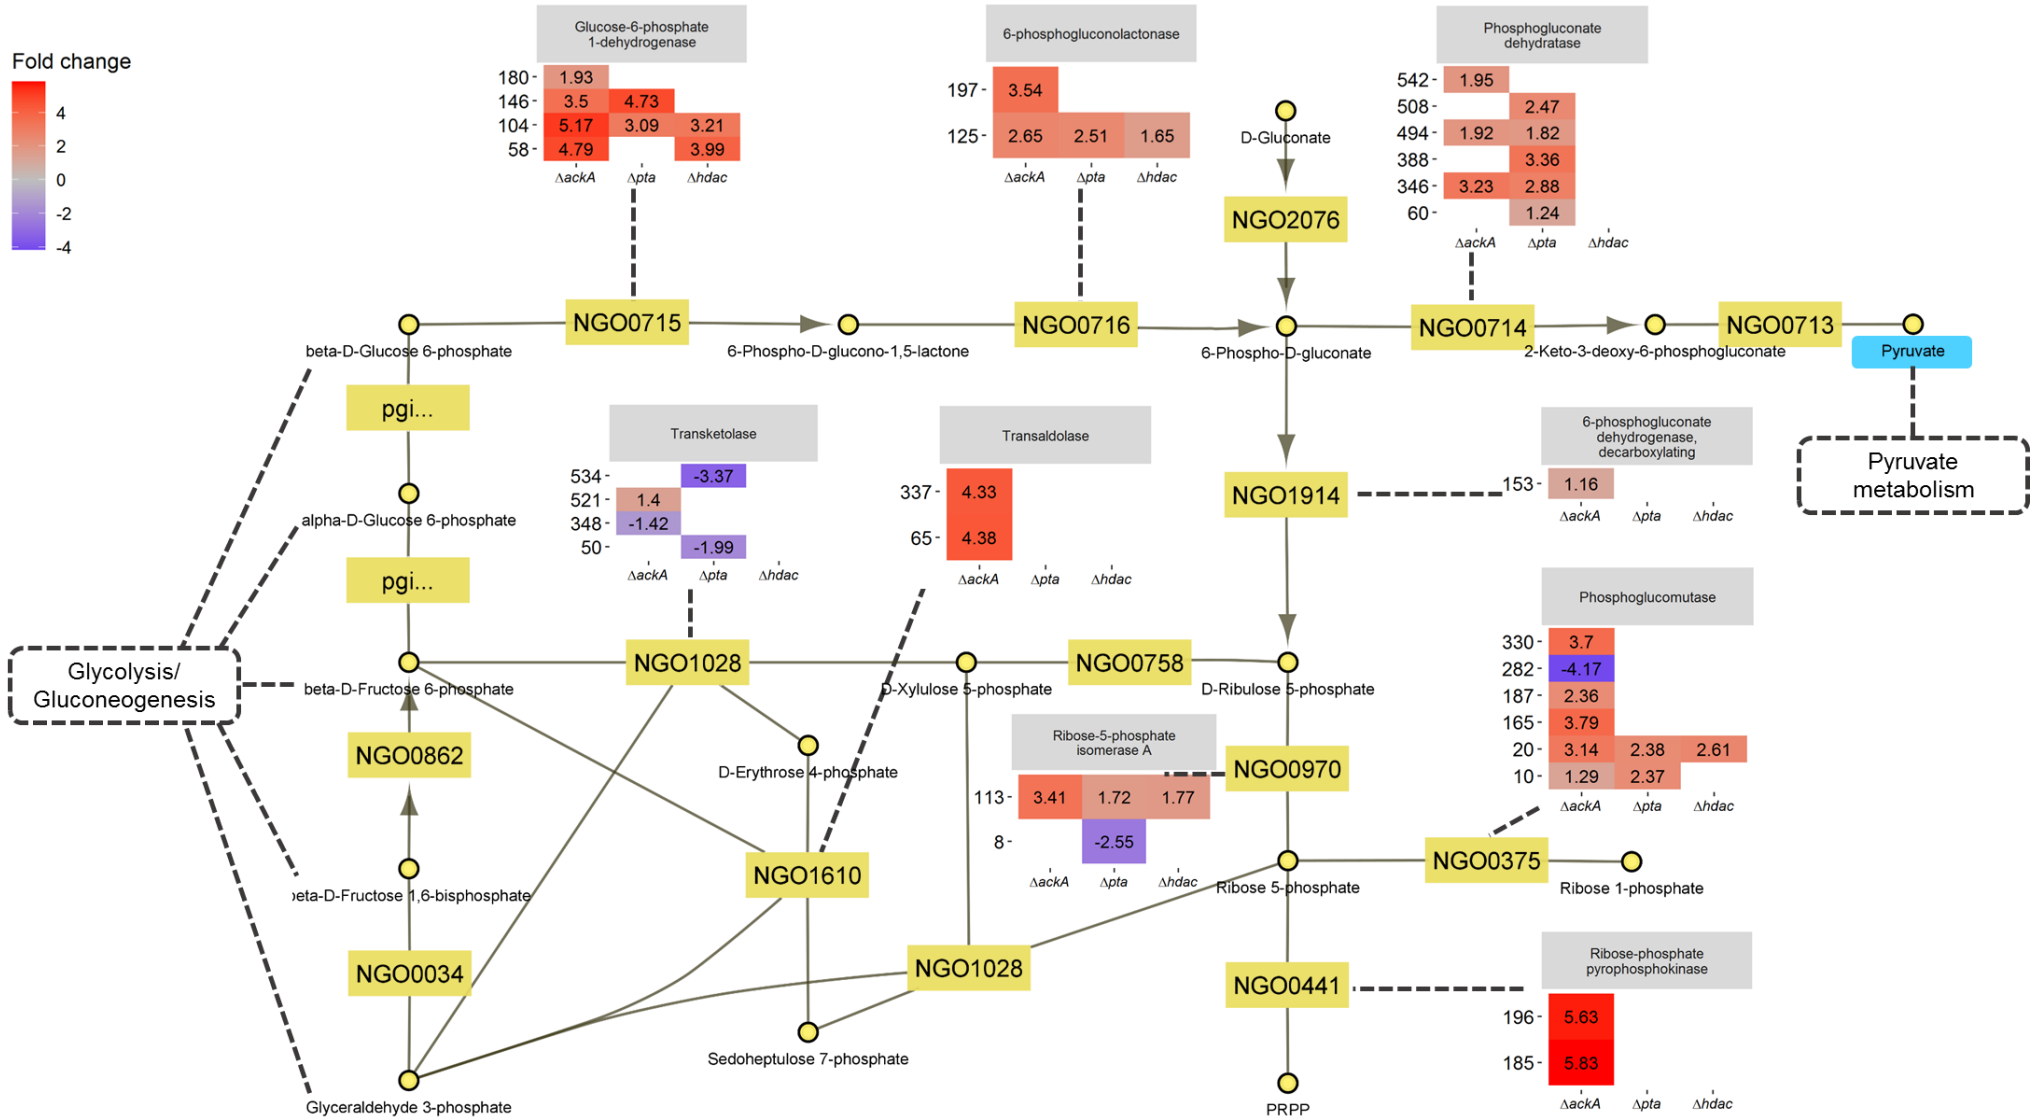 Fold change
4
2
0
-2
-4
Glucose-6-phosphate
1-dehydrogenase
180 1.93
146 3.5 4.73
104 5.17 3.09 3.21
58 4.79 3.99
ΔackA Δpta Δhdac
6-phosphogluconolactonase
197 3.54
125 2.65 2.51 1.65
ΔackA Δpta Δhdac
D-Gluconate
NGO2076
Phosphogluconate
dehydratase
542 1.95
508 2.47
494 1.92 1.82
388 3.36
346 3.23 2.88
60 1.24
ΔackA Δpta Δhdac
NGO0715
NGO0716
NGO0714
NGO0713
beta-D-Glucose 6-phosphate
6-Phospho-D-glucono-1,5-lactone
6-Phospho-D-gluconate
2-Keto-3-deoxy-6-phosphogluconate
Pyruvate
Pyruvate
metabolism
pgi...
alpha-D-Glucose 6-phosphate
pgi...
Transketolase
534 -3.37
521 1.4
348 -1.42
50 -1.99
ΔackA Δpta Δhdac
Transaldolase
337 4.33
65 4.38
ΔackA Δpta Δhdac
NGO1914
6-phosphogluconate
dehydrogenase,
decarboxylating
153 1.16
ΔackA Δpta Δhdac
Glycolysis/
Gluconeogenesis
beta-D-Fructose 6-phosphate
NGO1028
D-Xylulose 5-phosphate
NGO0758
D-Ribulose 5-phosphate
Phosphoglucomutase
330 3.7
282 -4.17
187 2.36
165 3.79
20 3.14 2.38 2.61
10 1.29 2.37
ΔackA Δpta Δhdac
NGO0862
D-Erythrose 4-phosphate
Ribose-5-phosphate
isomerase A
113 3.41 1.72 1.77
8 -2.55
ΔackA Δpta Δhdac
NGO0970
beta-D-Fructose 1,6-bisphosphate
NGO1610
Ribose 5-phosphate
NGO0375
Ribose 1-phosphate
NGO0034
NGO1028
NGO0441
Ribose-phosphate
pyrophosphokinase
196 5.63
185 5.83
ΔackA Δpta Δhdac
Sedoheptulose 7-phosphate
Glyceraldehyde 3-phosphate
PRPP